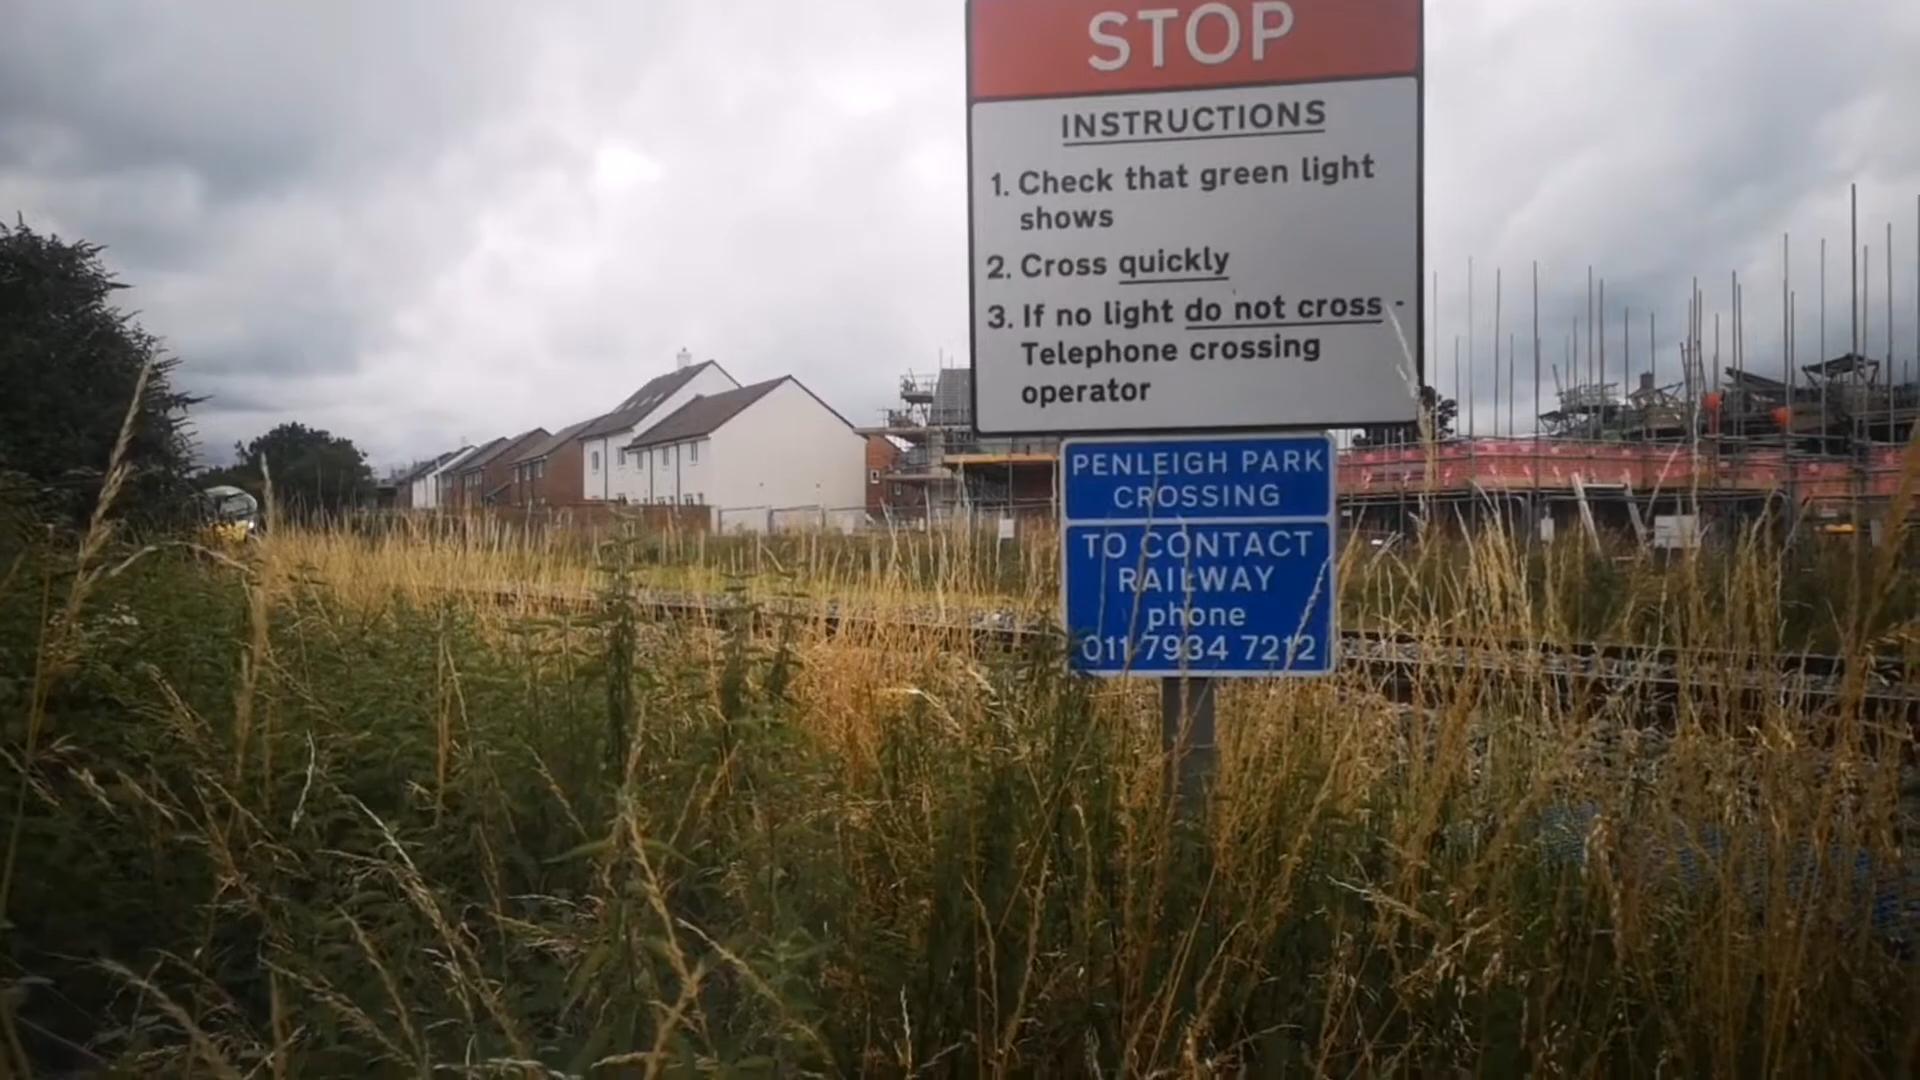 STOP
INSTRUCTIONS
1. Check that green light
shows
2. Cross quickly
3. If no light do not cross -
Telephone crossing
operator
PENLEIGH PARK
CROSSING
TO CONTACT
RAILWAY
phone
011 7934 7212